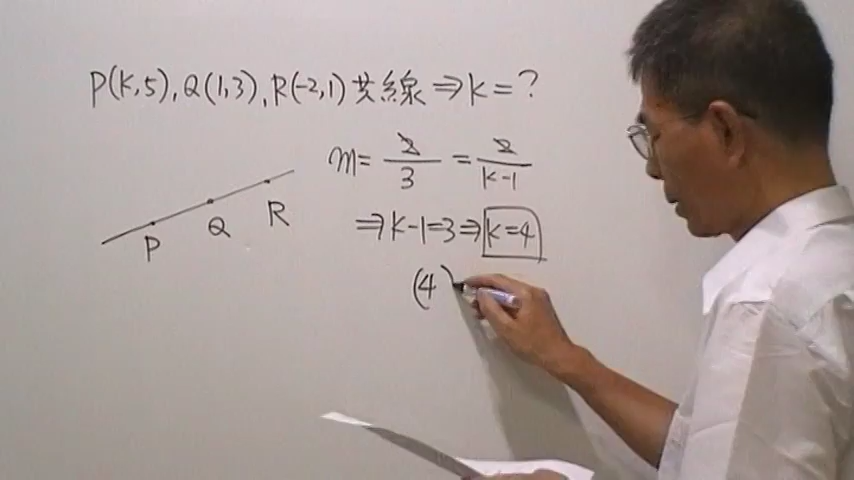 P(K,5),Q(1,3),R(-2,1)共線⇒K=?
m=2/3=2/K-1
⇒K-1=3⇒K=4
(4)
P Q R